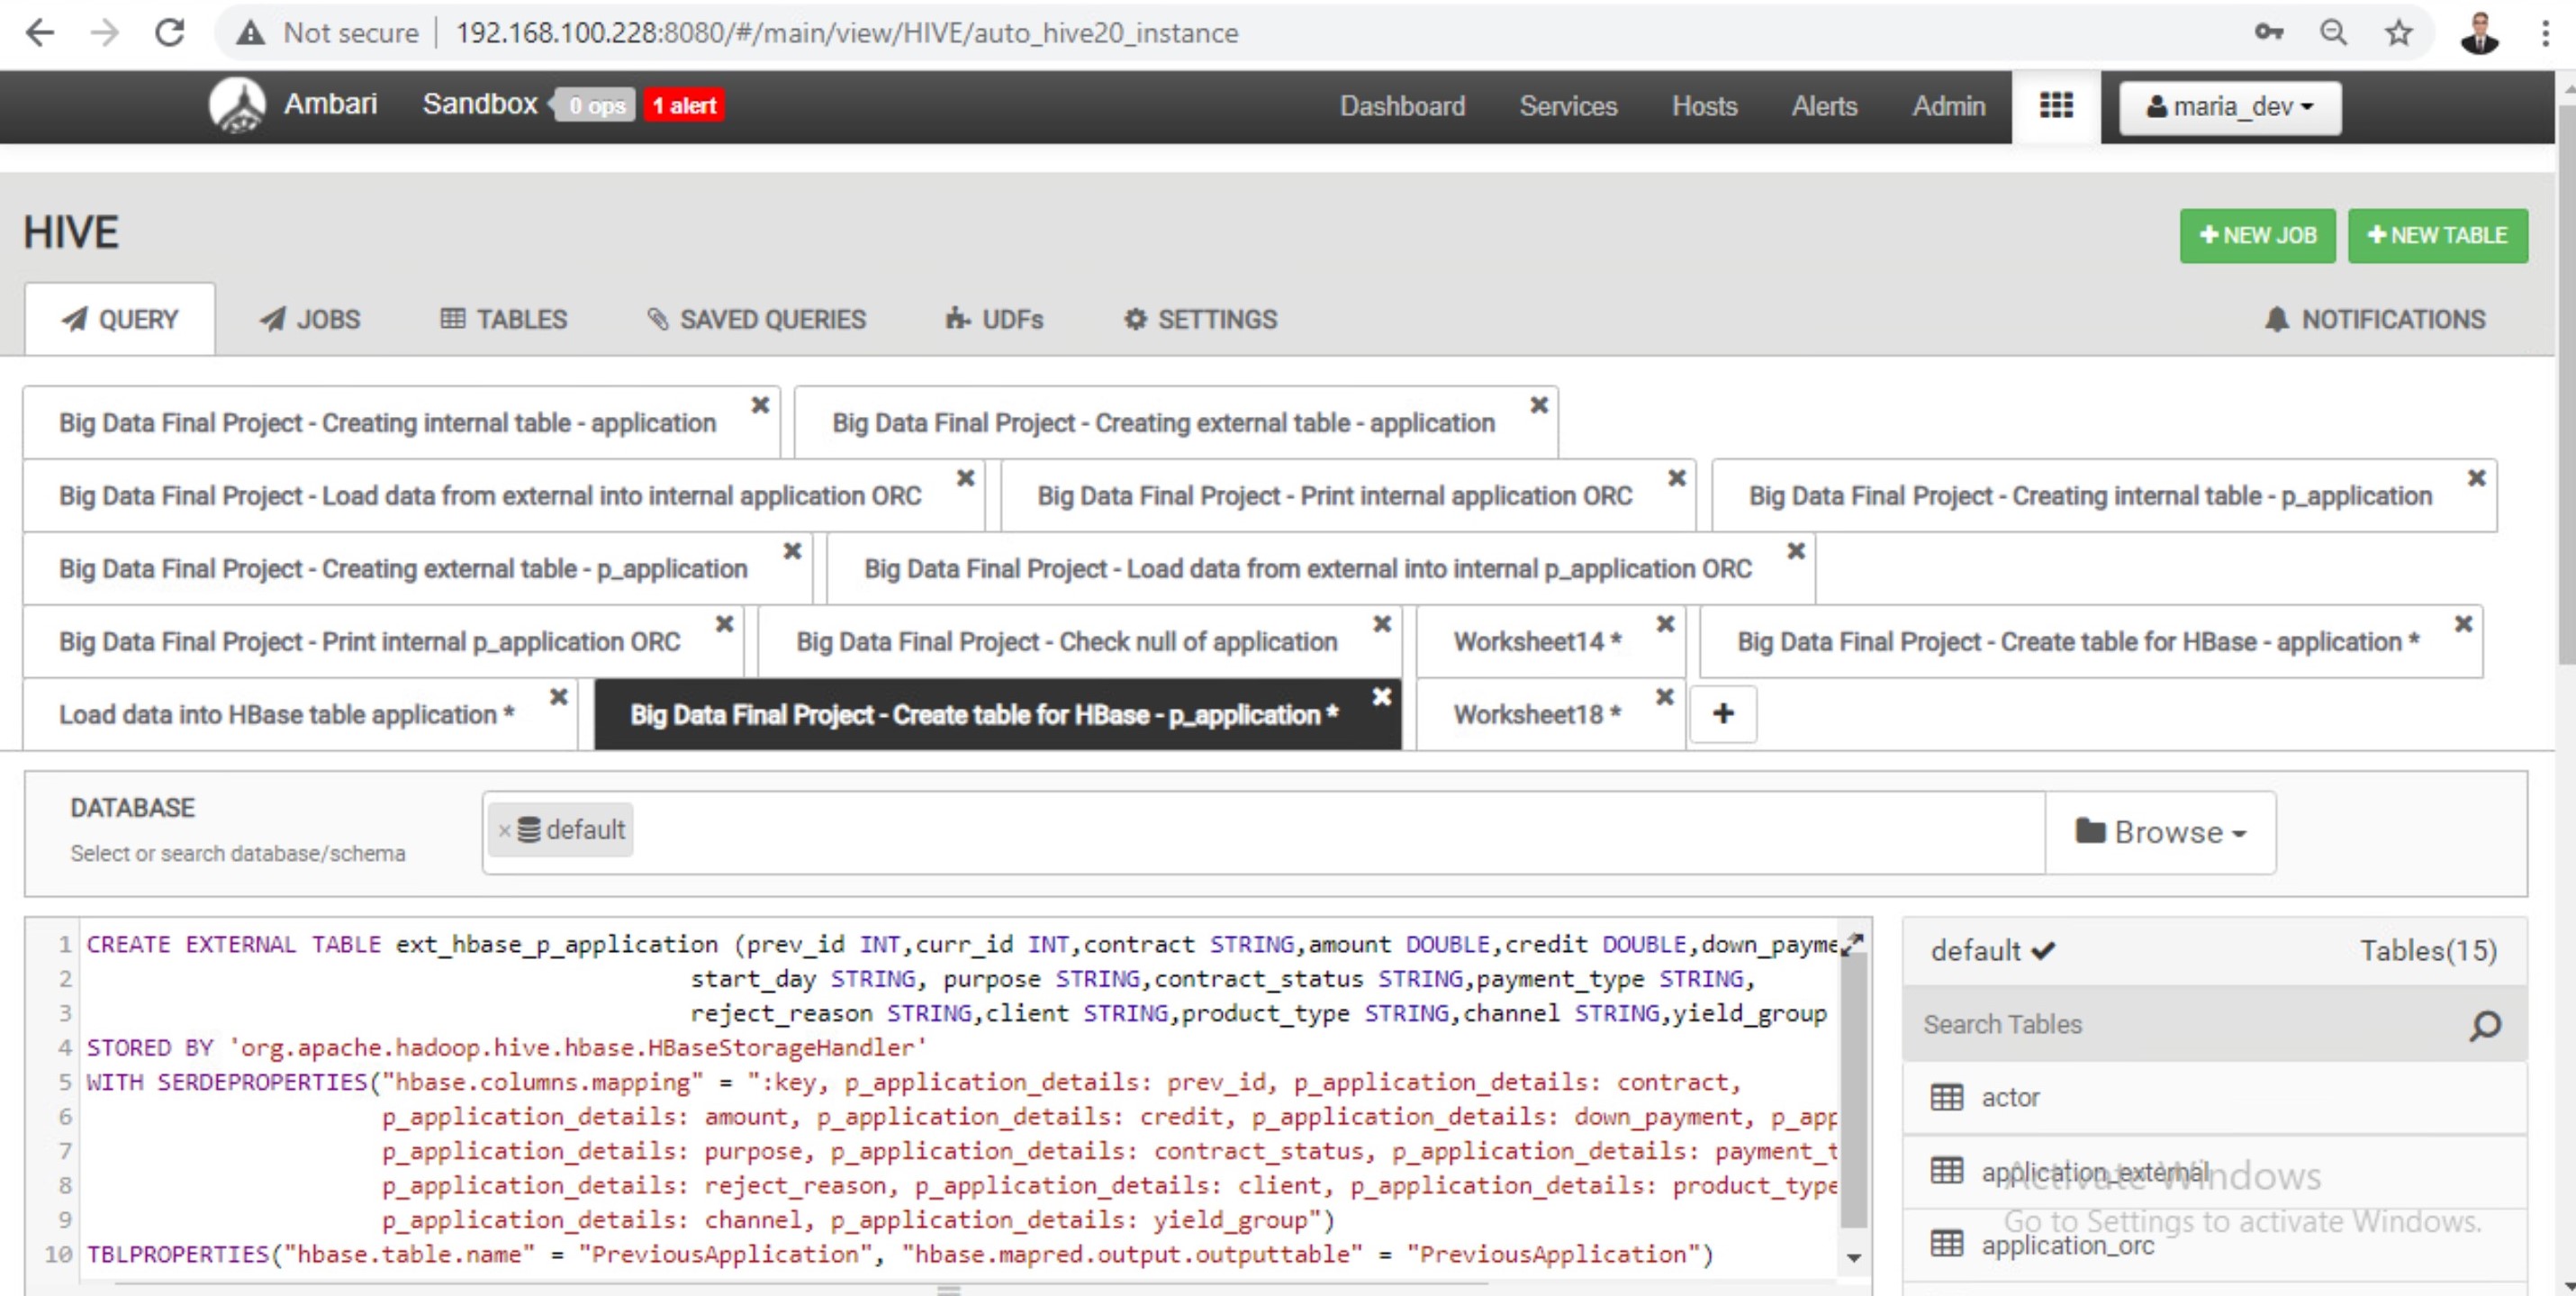 Not secure | 192.168.100.228:8080/#/main/view/HIVE/auto_hive20_instance
Ambari Sandbox 0 ops 1 alert Dashboard Services Hosts Alerts Admin maria_dev
HIVE NEW JOB NEW TABLE
QUERY JOBS TABLES SAVED QUERIES UDFs SETTINGS NOTIFICATIONS
Big Data Final Project - Creating internal table - application Big Data Final Project - Creating external table - application
Big Data Final Project - Load data from external into internal application ORC Big Data Final Project - Print internal application ORC Big Data Final Project - Creating internal table - p_application
Big Data Final Project - Creating external table - p_application Big Data Final Project - Load data from external into internal p_application ORC
Big Data Final Project - Print internal p_application ORC Big Data Final Project - Check null of application Worksheet14 * Big Data Final Project - Create table for HBase - application *
Load data into HBase table application * Big Data Final Project - Create table for HBase - p_application * Worksheet18 * +
DATABASE
Select or search database/schema
× default
Browse
1 CREATE EXTERNAL TABLE ext_hbase_p_application (prev_id INT,curr_id INT,contract STRING,amount DOUBLE,credit DOUBLE,down_payme
2 start_day STRING, purpose STRING,contract_status STRING,payment_type STRING,
3 reject_reason STRING,client STRING,product_type STRING,channel STRING,yield_group
4 STORED BY 'org.apache.hadoop.hive.hbase.HBaseStorageHandler'
5 WITH SERDEPROPERTIES("hbase.columns.mapping" = ":key, p_application_details: prev_id, p_application_details: contract,
6 p_application_details: amount, p_application_details: credit, p_application_details: down_payment, p_app
7 p_application_details: purpose, p_application_details: contract_status, p_application_details: payment_t
8 p_application_details: reject_reason, p_application_details: client, p_application_details: product_type
9 p_application_details: channel, p_application_details: yield_group")
10 TBLPROPERTIES("hbase.table.name" = "PreviousApplication", "hbase.mapred.output.outputtable" = "PreviousApplication")
default Tables(15)
Search Tables
actor
application_external
application_orc
Activate Windows
Go to Settings to activate Windows.